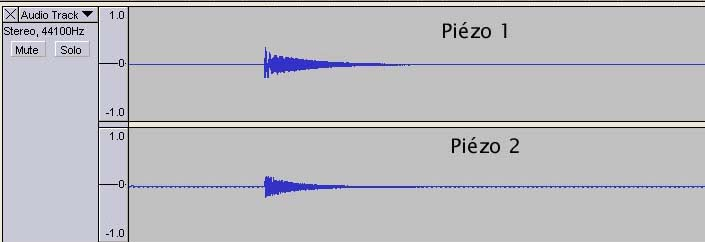 Audio Track
Stereo, 44100Hz
Mute Solo
1.0
0
-1.0
Piézo 1
1.0
0
-1.0
Piézo 2